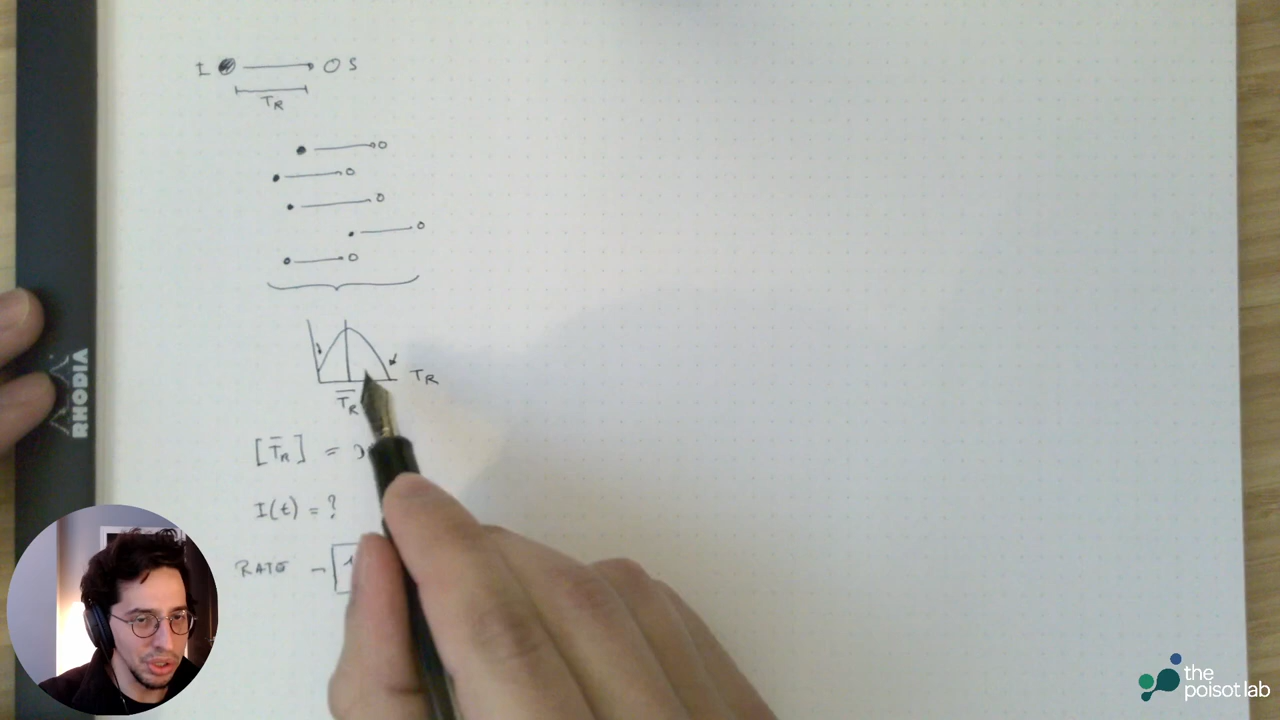 I → O S
T_R
T_R
T̄_R
[T̄_R] =
I(t) = ?
RATE →
RHODIA
the
poisot lab